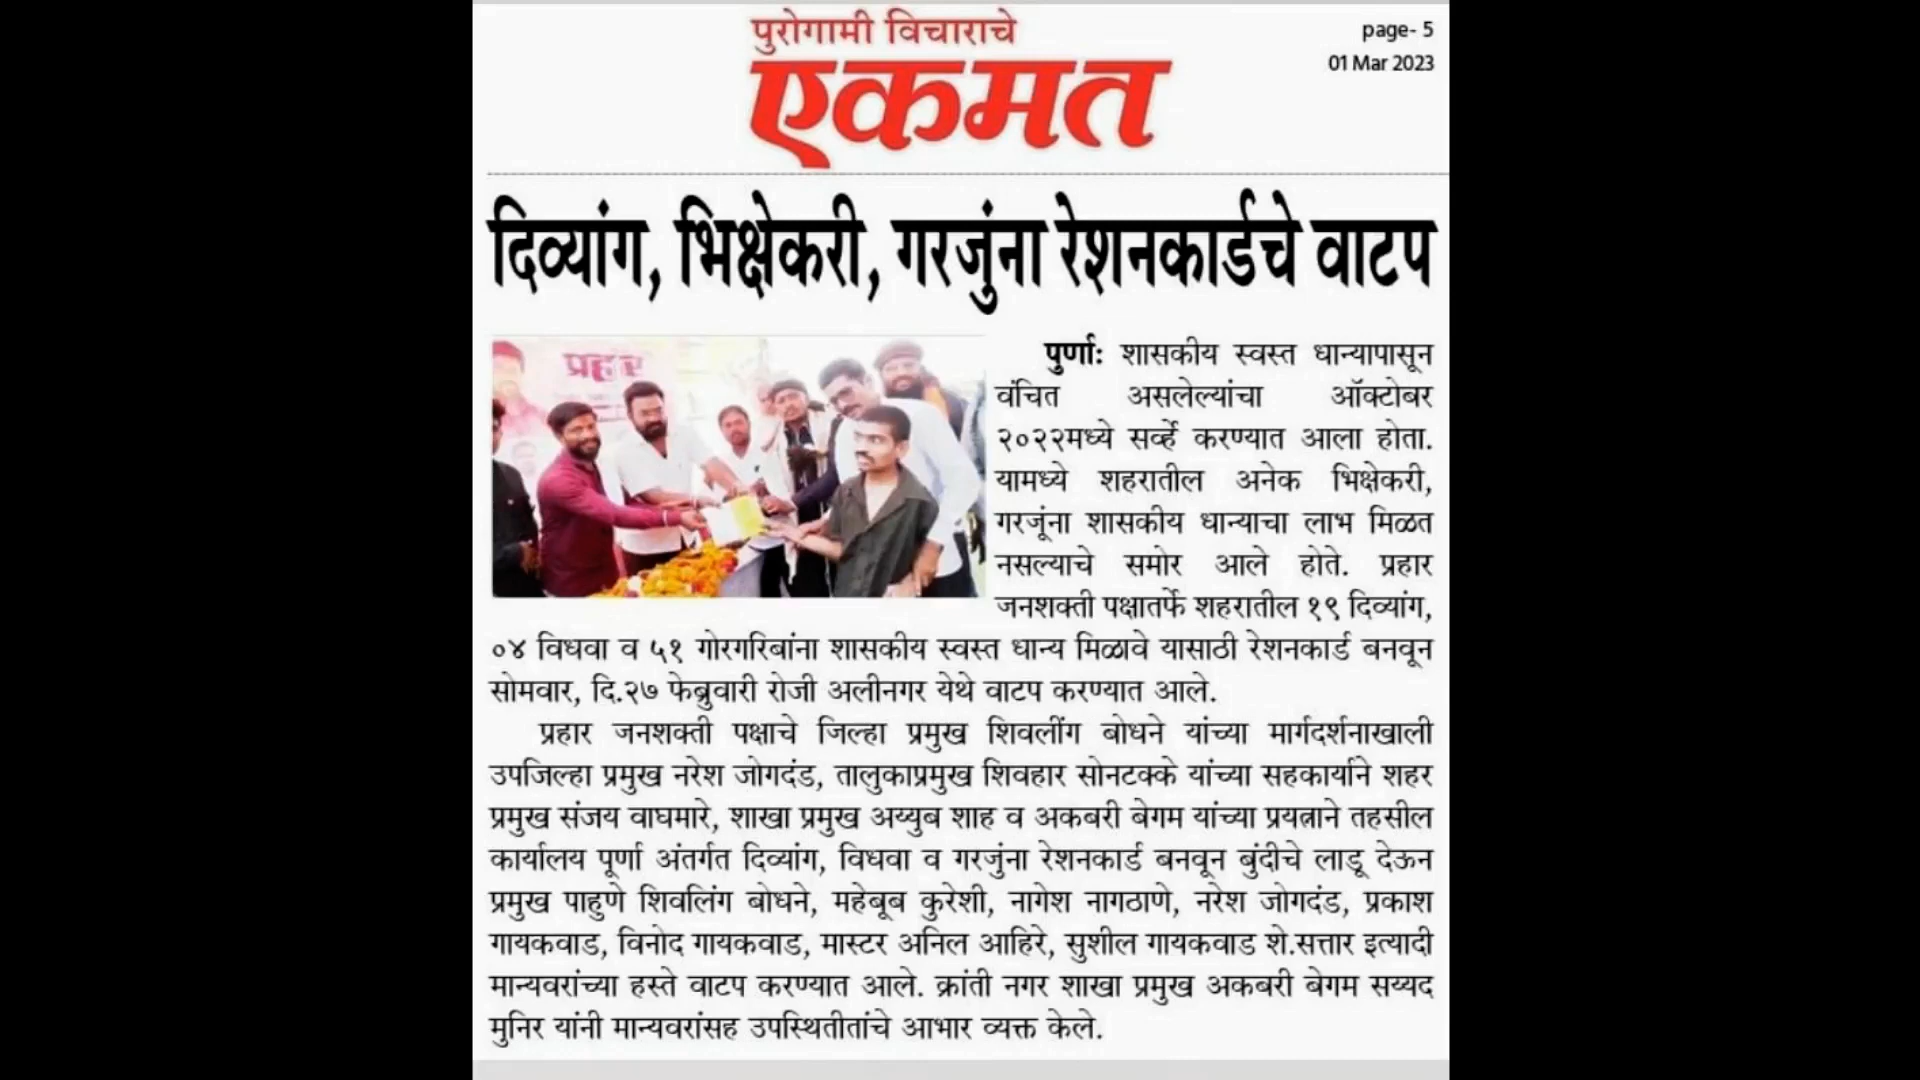 पुरोगामी विचाराचे
एकमत
page- 5
01 Mar 2023
दिव्यांग, भिक्षेकरी, गरजुंना रेशनकार्डचे वाटप
प्रहार
पुर्णाः शासकीय स्वस्त धान्यापासून
वंचित असलेल्यांचा ऑक्टोबर
२०२२मध्ये सर्व्हे करण्यात आला होता.
यामध्ये शहरातील अनेक भिक्षेकरी,
गरजूंना शासकीय धान्याचा लाभ मिळत
नसल्याचे समोर आले होते. प्रहार
जनशक्ती पक्षातर्फे शहरातील १९ दिव्यांग,
०४ विधवा व ५१ गोरगरिबांना शासकीय स्वस्त धान्य मिळावे यासाठी रेशनकार्ड बनवून
सोमवार, दि.२७ फेब्रुवारी रोजी अलीनगर येथे वाटप करण्यात आले.
प्रहार जनशक्ती पक्षाचे जिल्हा प्रमुख शिवलींग बोधने यांच्या मार्गदर्शनाखाली
उपजिल्हा प्रमुख नरेश जोगदंड, तालुकाप्रमुख शिवहार सोनटक्के यांच्या सहकार्याने शहर
प्रमुख संजय वाघमारे, शाखा प्रमुख अय्युब शाह व अकबरी बेगम यांच्या प्रयत्नाने तहसील
कार्यालय पूर्णा अंतर्गत दिव्यांग, विधवा व गरजुंना रेशनकार्ड बनवून बुंदीचे लाडू देऊन
प्रमुख पाहुणे शिवलिंग बोधने, महेबूब कुरेशी, नागेश नागठाणे, नरेश जोगदंड, प्रकाश
गायकवाड, विनोद गायकवाड, मास्टर अनिल आहिरे, सुशील गायकवाड शे.सत्तार इत्यादी
मान्यवरांच्या हस्ते वाटप करण्यात आले. क्रांती नगर शाखा प्रमुख अकबरी बेगम सय्यद
मुनिर यांनी मान्यवरांसह उपस्थितीतांचे आभार व्यक्त केले.